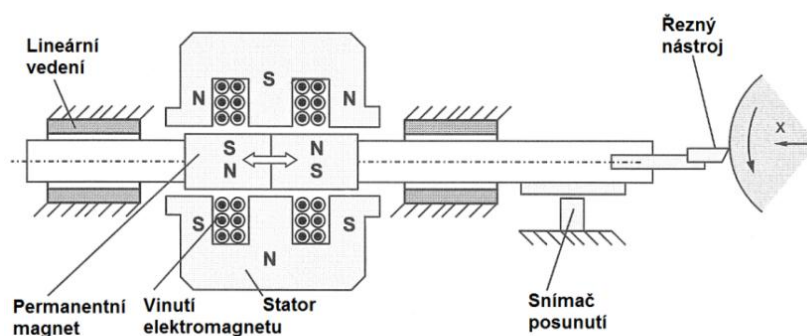 Lineární
vedení
Řezný
nástroj
S
N
N
x
S
N
N
S
S
S
N
Permanentní
magnet
Vinutí
elektromagnetu
Stator
Snímač
posunutí